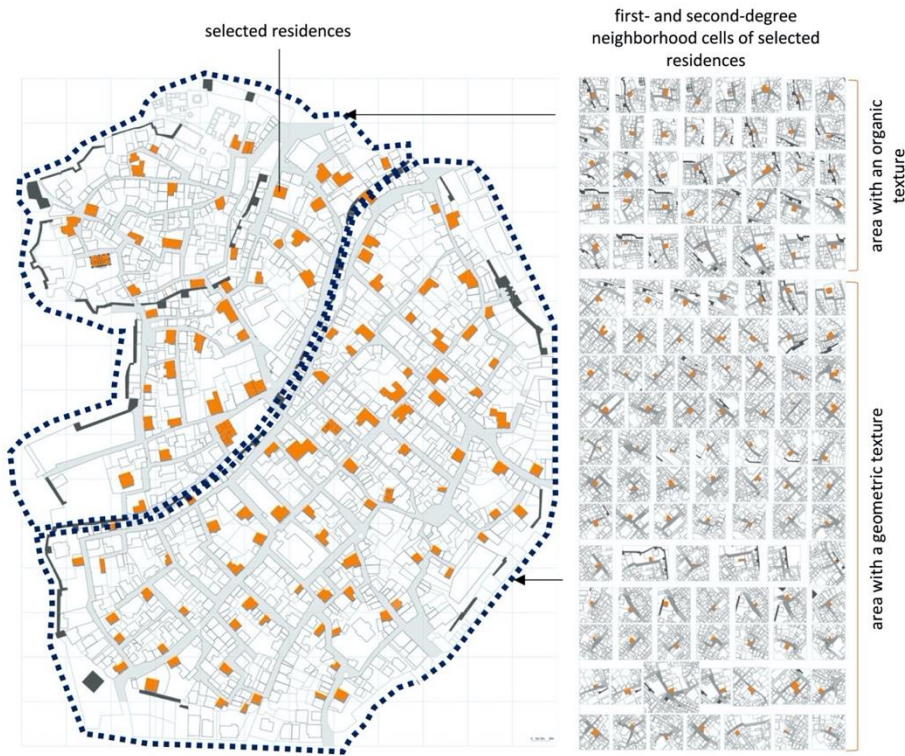 selected residences
first- and second-degree
neighborhood cells of selected
residences
area with an organic
texture
area with a geometric texture